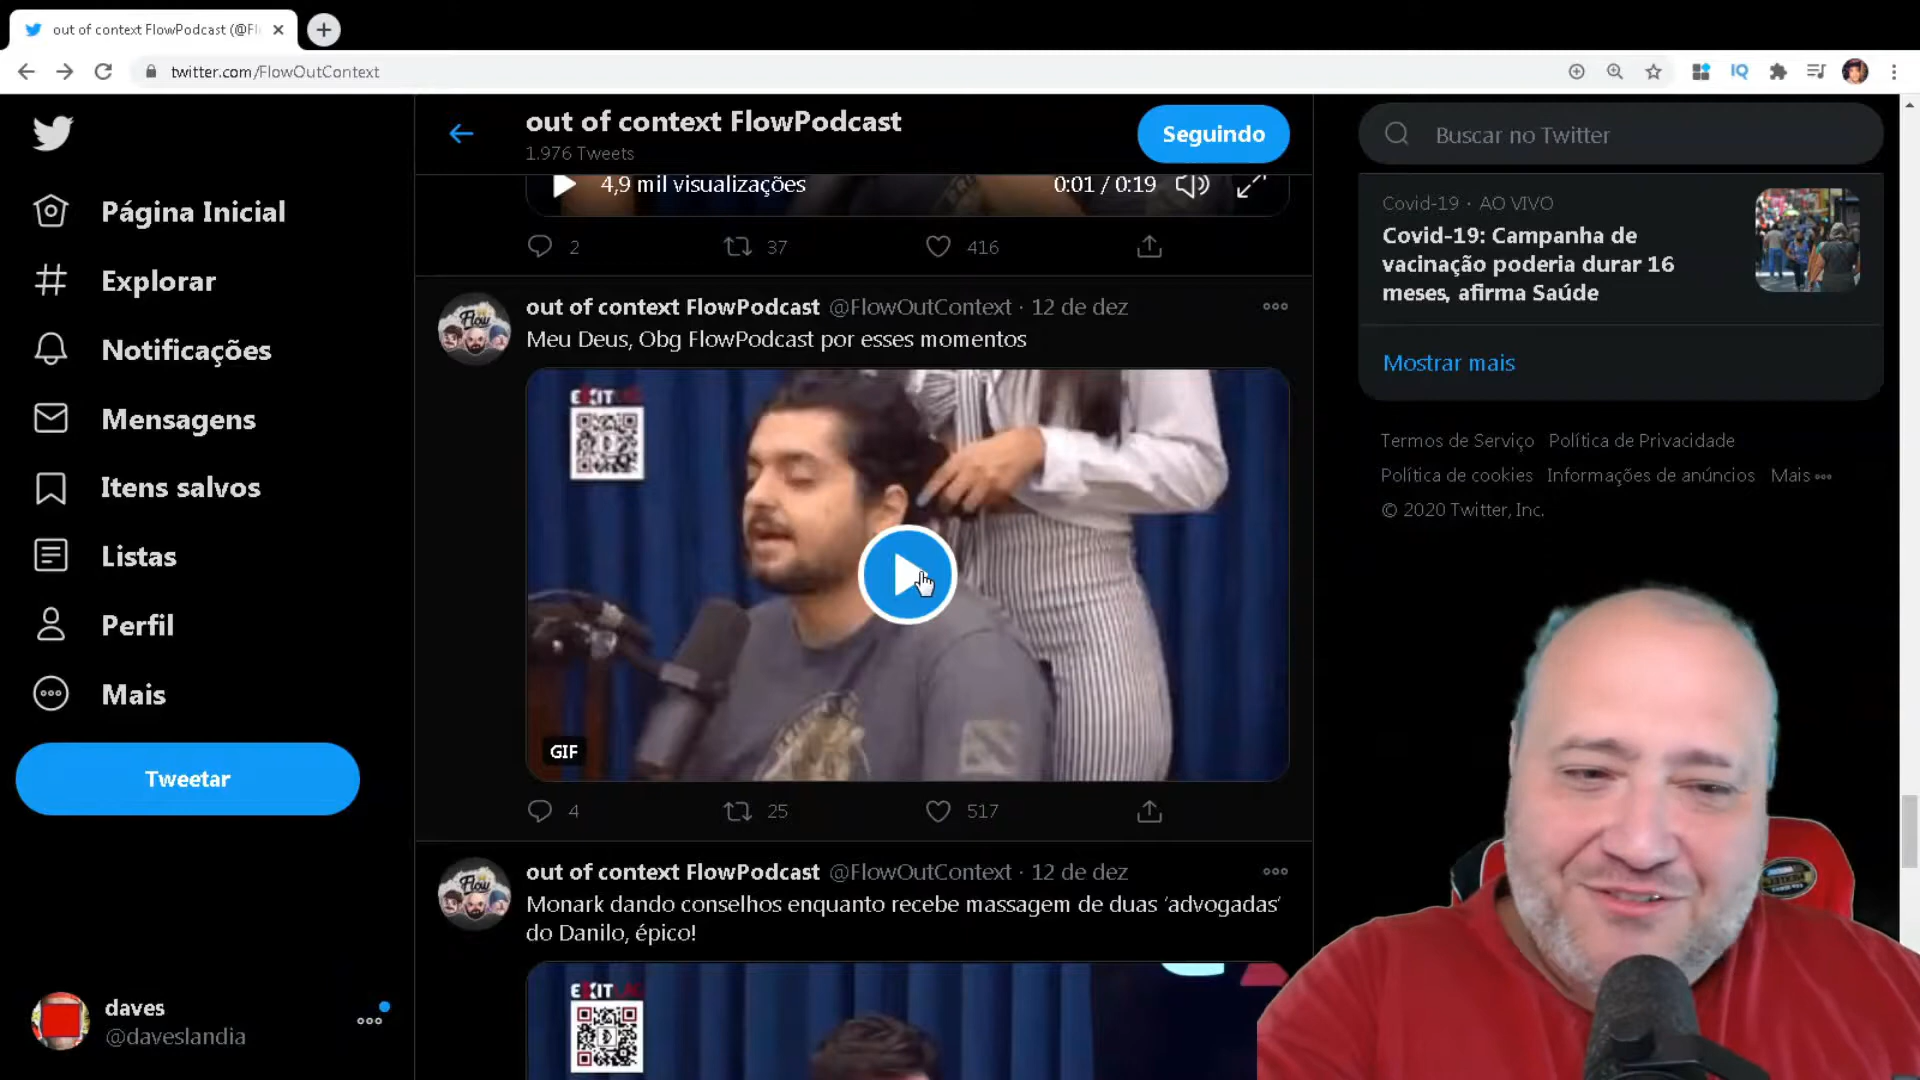 out of context FlowPodcast (@Fl
twitter.com/FlowOutContext
IQ
out of context FlowPodcast
1.976 Tweets
Seguindo
Buscar no Twitter
Página Inicial
Explorar
Notificações
Mensagens
Itens salvos
Listas
Perfil
Mais
Tweetar
daves
@daveslandia
4,9 mil visualizações
0:01 / 0:19
2
37
416
out of context FlowPodcast @FlowOutContext · 12 de dez
Meu Deus, Obg FlowPodcast por esses momentos
Flow
EXITLAG
GIF
4
25
517
out of context FlowPodcast @FlowOutContext · 12 de dez
Monark dando conselhos enquanto recebe massagem de duas ‘advogadas’
do Danilo, épico!
Flow
EXITLAG
Covid-19 · AO VIVO
Covid-19: Campanha de
vacinação poderia durar 16
meses, afirma Saúde
Mostrar mais
Termos de Serviço Política de Privacidade
Política de cookies Informações de anúncios Mais
© 2020 Twitter, Inc.